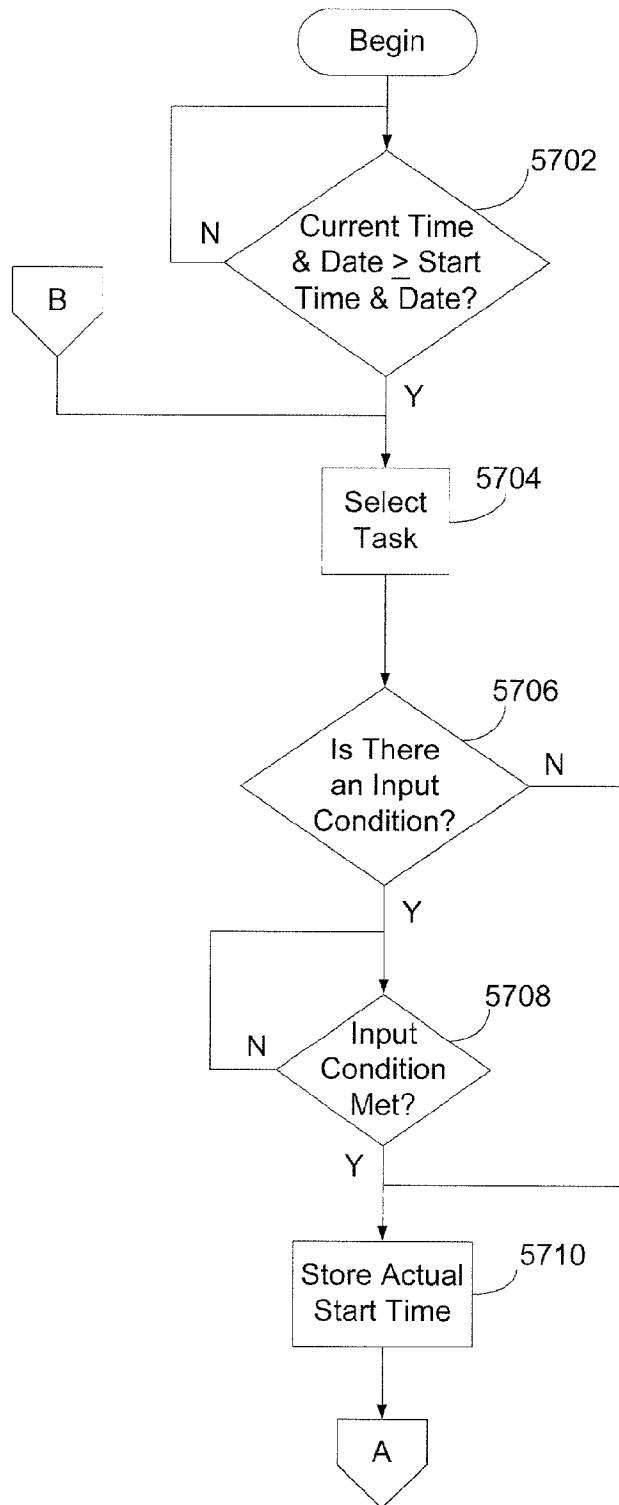 Begin
5702
Current Time
& Date ≥ Start
Time & Date?
N
B
Y
5704
Select
Task
5706
Is There
an Input
Condition?
N
Y
5708
Input
Condition
Met?
N
Y
5710
Store Actual
Start Time
A